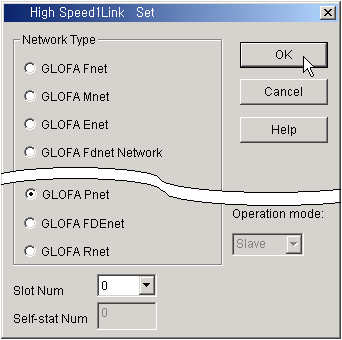 High Speed1Link Set
Network Type
GLOFA Fnet
GLOFA Mnet
GLOFA Enet
GLOFA Fdnet Network
GLOFA Pnet
GLOFA FDEnet
GLOFA Rnet
OK
Cancel
Help
Operation mode:
Slave
Slot Num
0
Self-stat Num
0